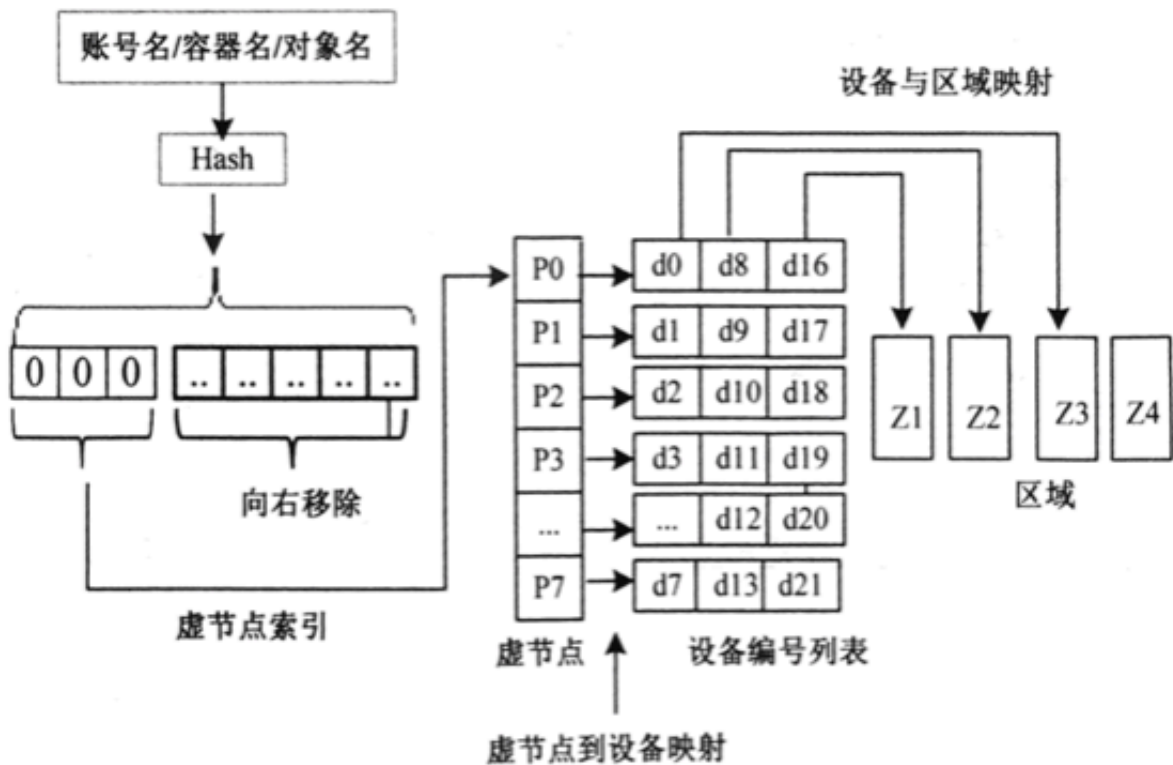 账号名/容器名/对象名
设备与区域映射
Hash
P0 d0 d8 d16
P1 d1 d9 d17
0 0 0 .. .. .. .. ..
P2 d2 d10 d18
Z1 Z2 Z3 Z4
P3 d3 d11 d19
向右移除
区域
... ... d12 d20
P7 d7 d13 d21
虚节点索引
虚节点 设备编号列表
虚节点到设备映射